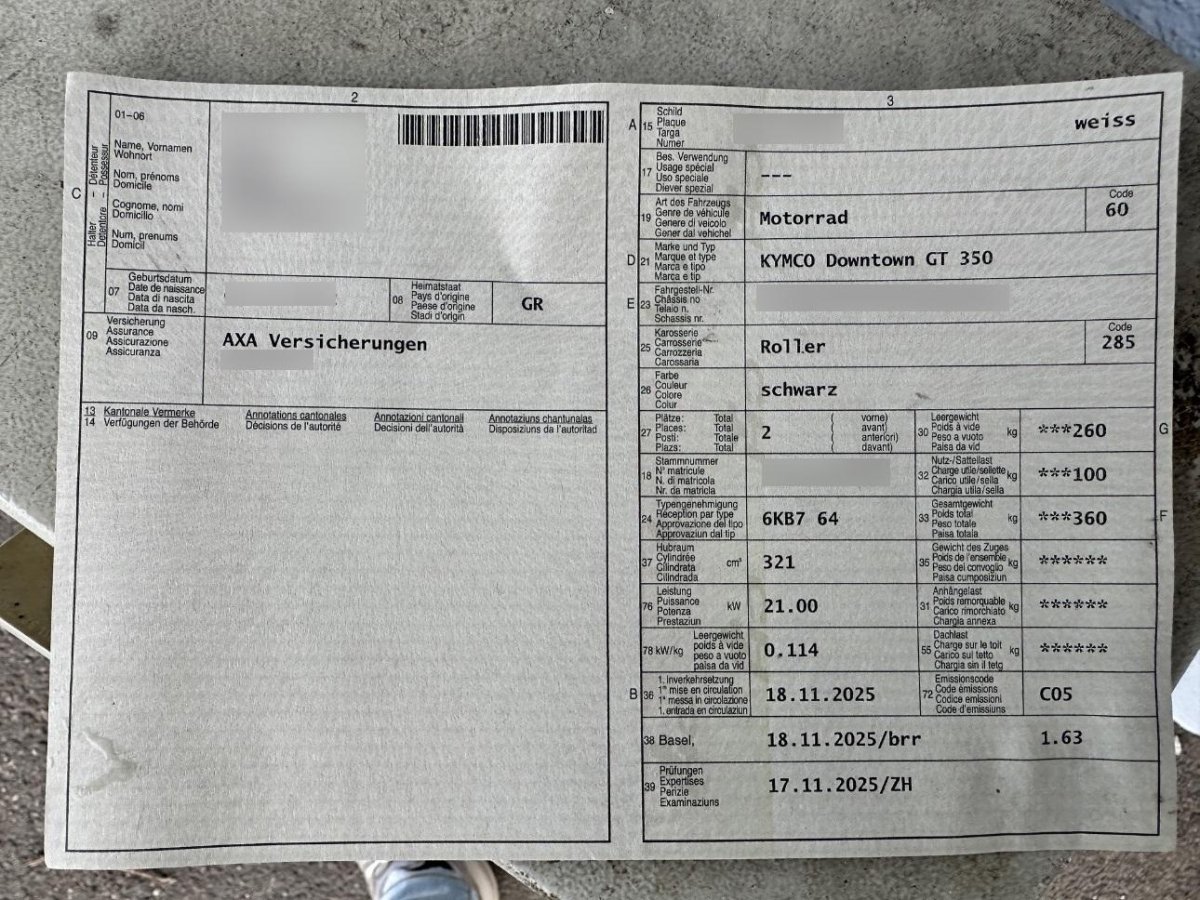 2
01-06
C
Halter – Détenteur
Detentore – Possessur
Name, Vornamen
Wohnort
Nom, prénoms
Domicile
Cognome, nomi
Domicilio
Num, prenums
Domicil
07
Geburtsdatum
Date de naissance
Data di nascita
Data da nasch.
08
Heimatstaat
Pays d'origine
Paese d'origine
Stadi d'origin
GR
09
Versicherung
Assurance
Assicurazione
Assicuranza
AXA Versicherungen
13 Kantonale Vermerke Annotations cantonales Annotazioni cantonali Annotaziuns chantunalas
14 Verfügungen der Behörde Décisions de l'autorité Decisioni dell'autorità Disposiziuns da l'autoritad
3
A 15
Schild
Plaque
Targa
Numer
weiss
17
Bes. Verwendung
Usage spécial
Uso speciale
Diever spezial
---
19
Art des Fahrzeugs
Genre de véhicule
Genere di veicolo
Gener dal vehichel
Motorrad
Code
60
D 21
Marke und Typ
Marque et type
Marca e tipo
Marca e tip
KYMCO Downtown GT 350
E 23
Fahrgestell-Nr.
Châssis no
Telaio n.
Schassis nr.
25
Karosserie
Carrosserie
Carrozzeria
Carossaria
Roller
Code
285
26
Farbe
Couleur
Colore
Colur
schwarz
27
Plätze: Total
Places: Total
Posti: Totale
Plazs: Total
2
( vorne)
( avant)
( anteriori)
( davant)
30
Leergewicht
Poids à vide
Peso a vuoto
Paisa da vid
kg
***260
G
18
Stammnummer
N° matricule
N. di matricola
Nr. da matricla
32
Nutz-/Sattellast
Charge utile/sellette
Carico utile/sella
Chargia utila/sella
kg
***100
24
Typengenehmigung
Réception par type
Approvazione del tipo
Approvaziun dal tip
6KB7 64
33
Gesamtgewicht
Poids total
Peso totale
Paisa totala
kg
***360
F
37
Hubraum
Cylindrée
Cilindrata
Cilindrada
cm³
321
35
Gewicht des Zuges
Poids de l'ensemble
Peso del convoglio
Paisa cumposiziun
kg
******
76
Leistung
Puissance
Potenza
Prestaziun
kW
21.00
31
Anhängelast
Poids remorquable
Carico rimorchiato
Chargia annexa
kg
******
78 kW/kg
Leergewicht
poids à vide
peso a vuoto
paisa da vid
0.114
55
Dachlast
Charge sur le toit
Carico sul tetto
Chargia sin il tetg
kg
******
B 36
1. Inverkehrsetzung
1re mise en circulation
1a messa in circolazione
1. entrada en circulaziun
18.11.2025
72
Emissionscode
Code émissions
Codice emissioni
Code d'emissiuns
C05
38 Basel,
18.11.2025/brr
1.63
39
Prüfungen
Expertises
Perizie
Examinaziuns
17.11.2025/ZH